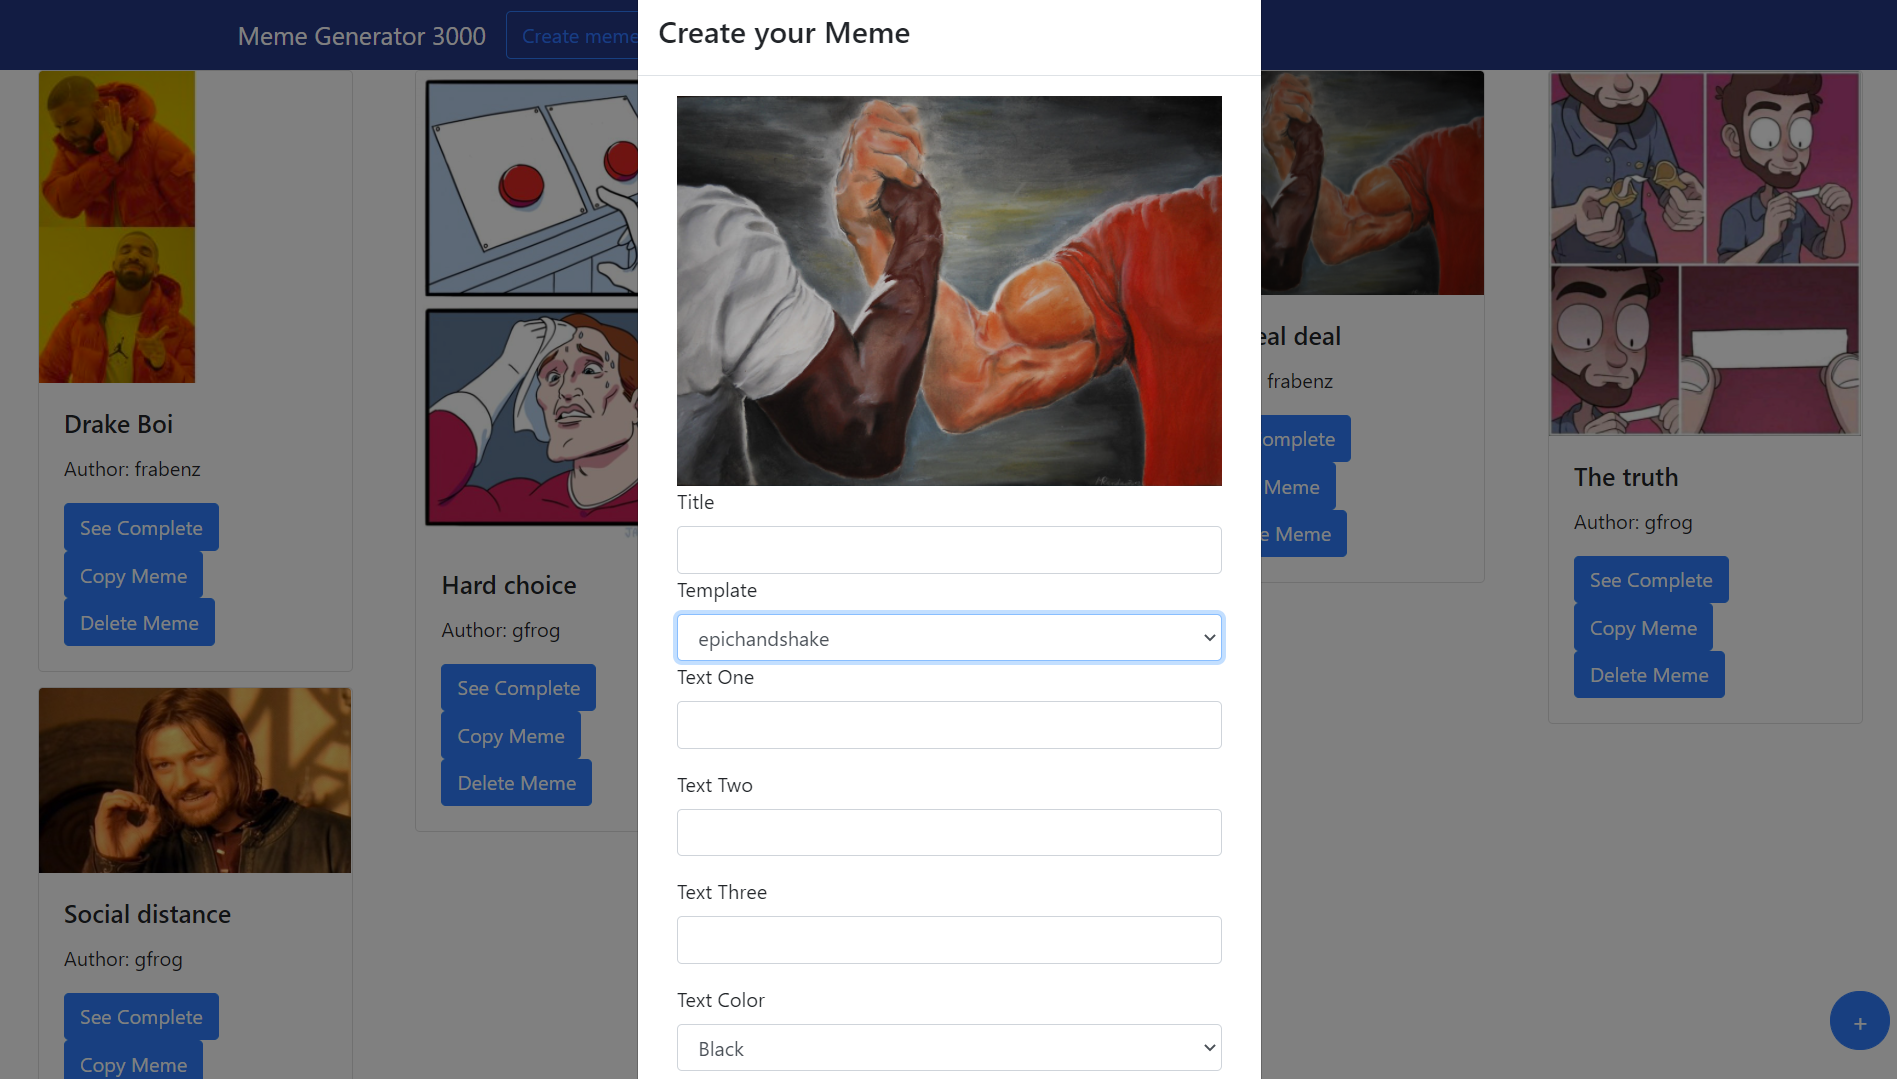 Meme Generator 3000
Create meme
Create your Meme
Title
Template
epichandshake
Text One
Text Two
Text Three
Text Color
Black
Drake Boi
Author: frabenz
See Complete
Copy Meme
Delete Meme
Social distance
Author: gfrog
See Complete
Copy Meme
Hard choice
Author: gfrog
See Complete
Copy Meme
Delete Meme
eal deal
frabenz
omplete
Meme
e Meme
The truth
Author: gfrog
See Complete
Copy Meme
Delete Meme
+